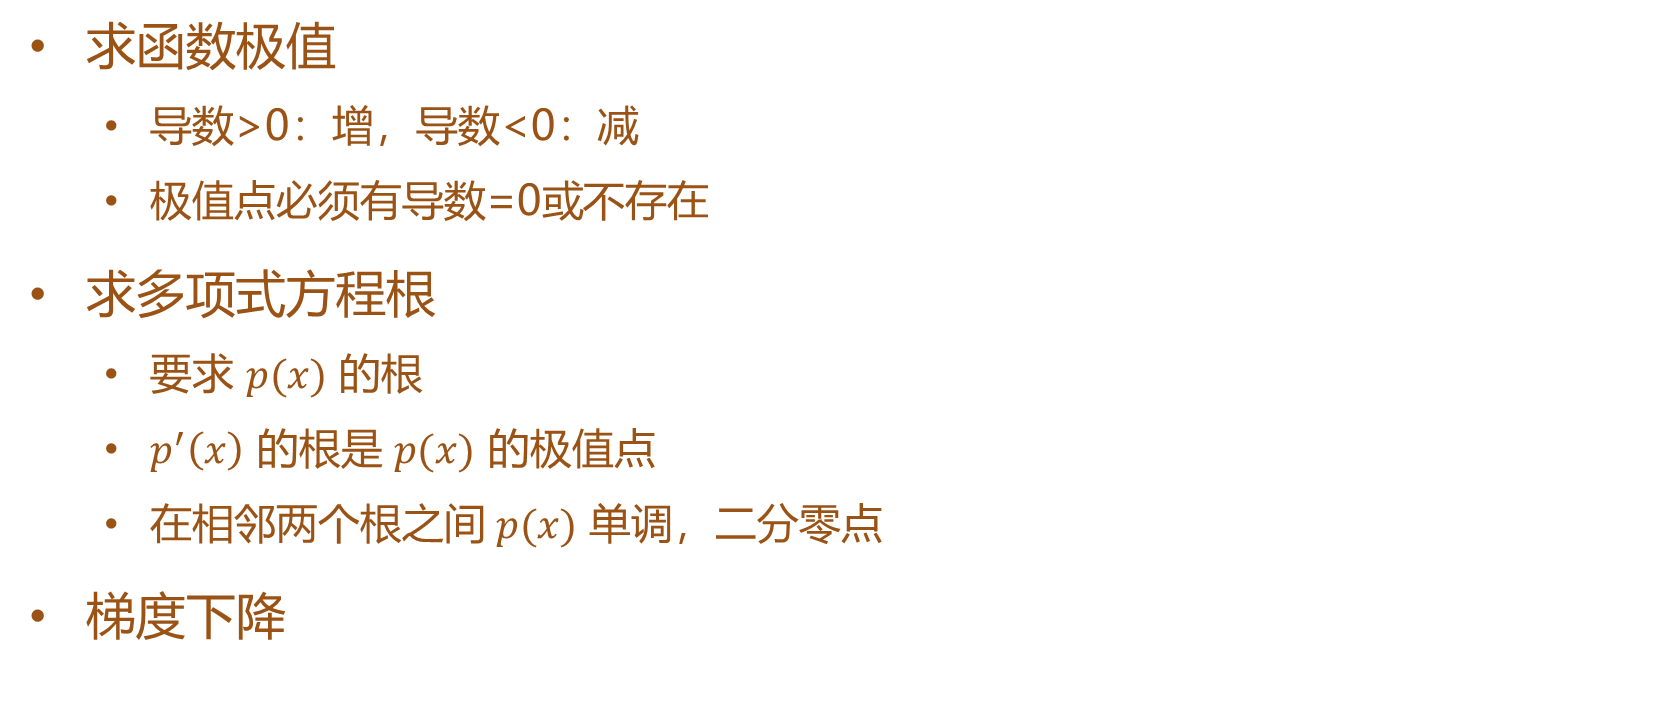 • 求函数极值
• 导数>0：增，导数<0：减
• 极值点必须有导数=0或不存在
• 求多项式方程根
• 要求 p(x) 的根
• p′(x) 的根是 p(x) 的极值点
• 在相邻两个根之间 p(x) 单调，二分零点
• 梯度下降